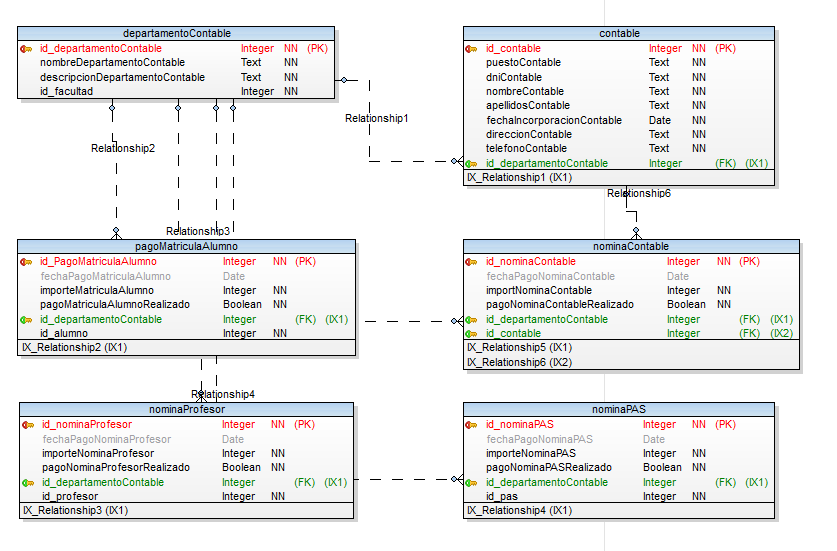 departamentoContable
id_departamentoContable Integer NN (PK)
nombreDepartamentoContable Text NN
descripcionDepartamentoContable Text NN
id_facultad Integer NN
contable
id_contable Integer NN (PK)
puestoContable Text NN
dniContable Text NN
nombreContable Text NN
apellidosContable Text NN
fechaIncorporacionContable Date NN
direccionContable Text NN
telefonoContable Text NN
id_departamentoContable Integer (FK) (IX1)
IX_Relationship1 (IX1)
Relationship1
Relationship2
Relationship6
Relationship3
pagoMatriculaAlumno
id_PagoMatriculaAlumno Integer NN (PK)
fechaPagoMatriculaAlumno Date
importeMatriculaAlumno Integer NN
pagoMatriculaAlumnoRealizado Boolean NN
id_departamentoContable Integer (FK) (IX1)
id_alumno Integer NN
IX_Relationship2 (IX1)
nominaContable
id_nominaContable Integer NN (PK)
fechaPagoNominaContable Date
importNominaContable Integer NN
pagoNominaContableRealizado Boolean NN
id_departamentoContable Integer (FK) (IX1)
id_contable Integer (FK) (IX2)
IX_Relationship5 (IX1)
IX_Relationship6 (IX2)
Relationship4
nominaProfesor
id_nominaProfesor Integer NN (PK)
fechaPagoNominaProfesor Date
importeNominaProfesor Integer NN
pagoNominaProfesorRealizado Boolean NN
id_departamentoContable Integer (FK) (IX1)
id_profesor Integer NN
IX_Relationship3 (IX1)
nominaPAS
id_nominaPAS Integer NN (PK)
fechaPagoNominaPAS Date
importeNominaPAS Integer NN
pagoNominaPASRealizado Boolean NN
id_departamentoContable Integer (FK) (IX1)
id_pas Integer NN
IX_Relationship4 (IX1)